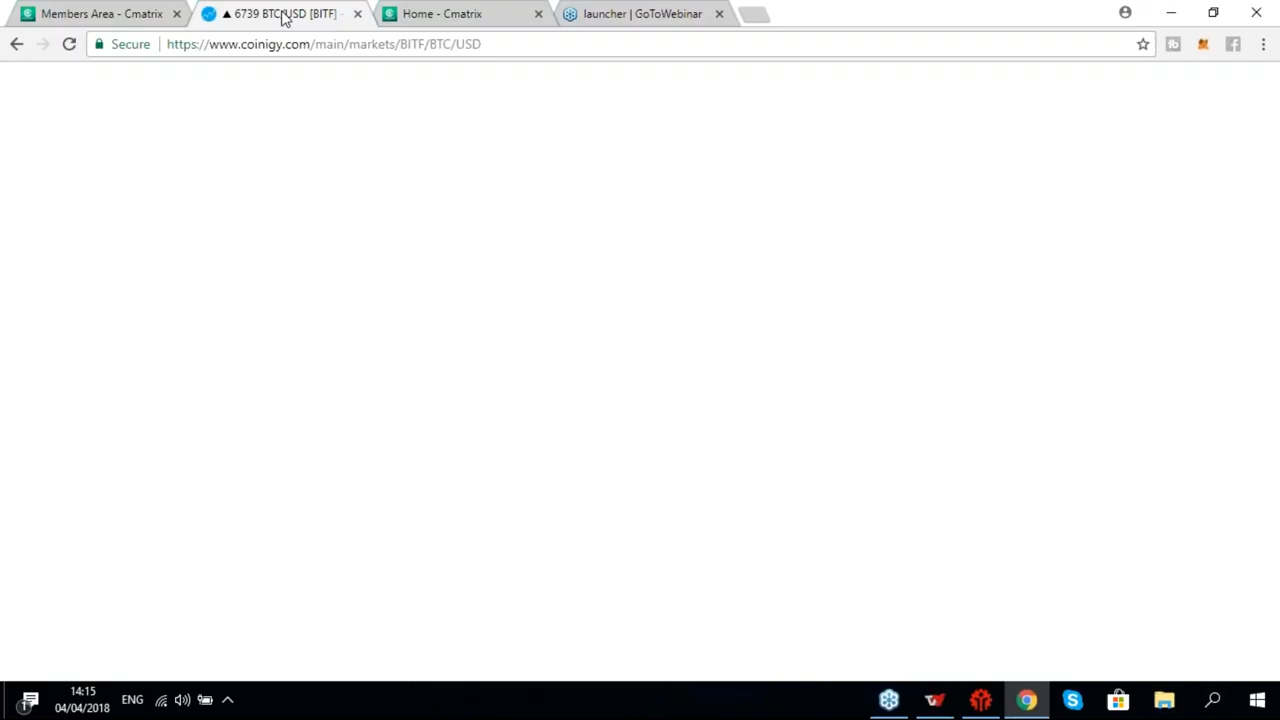 Members Area - Cmatrix
▲ 6739 BTC/USD [BITF] -
Home - Cmatrix
launcher | GoToWebinar
Secure
https://www.coinigy.com/main/markets/BITF/BTC/USD
14:15
04/04/2018
ENG
1